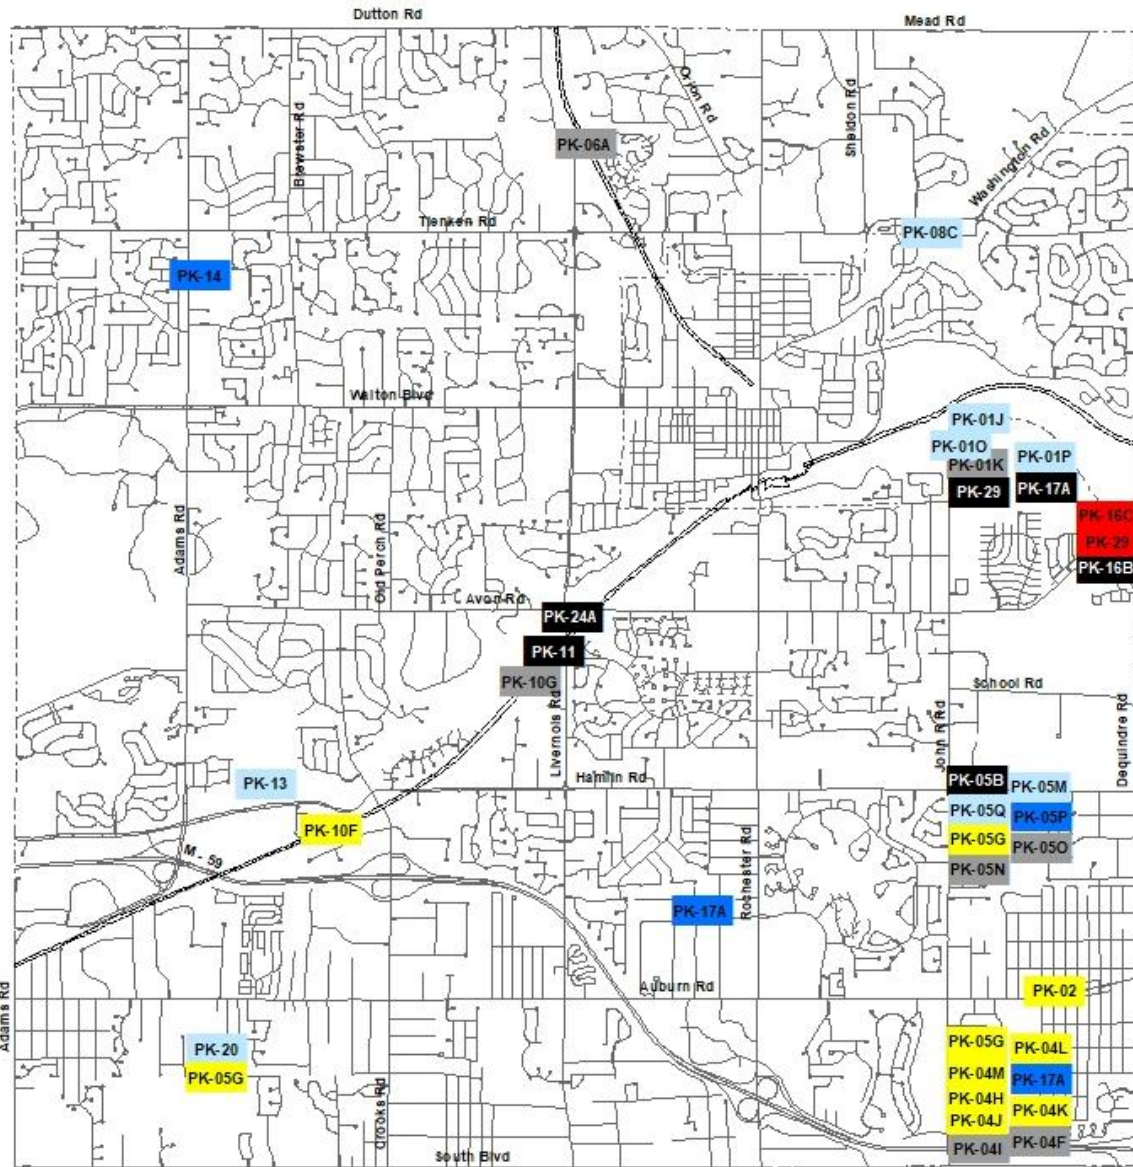 Dutton Rd
Mead Rd
Orion Rd
Sheldon Rd
Brewster Rd
PK-06A
Washington Rd
Tienken Rd
PK-08C
PK-14
Walton Blvd
PK-01J
PK-01O
PK-01P
PK-01K
PK-29
PK-17A
PK-16C
PK-29
PK-16B
Adams Rd
Old Perch Rd
Avon Rd
PK-24A
PK-11
PK-10G
School Rd
Livernois Rd
John R Rd
Dequindre Rd
Hamlin Rd
PK-13
PK-05B
PK-05M
PK-05Q
PK-05P
PK-10F
PK-05G
PK-05O
M - 59
PK-05N
Rochester Rd
PK-17A
Auburn Rd
PK-02
Adams Rd
PK-20
PK-05G
PK-05G
PK-04L
PK-04M
PK-17A
PK-04H
PK-04K
PK-04J
Crooks Rd
PK-04I
PK-04F
South Blvd